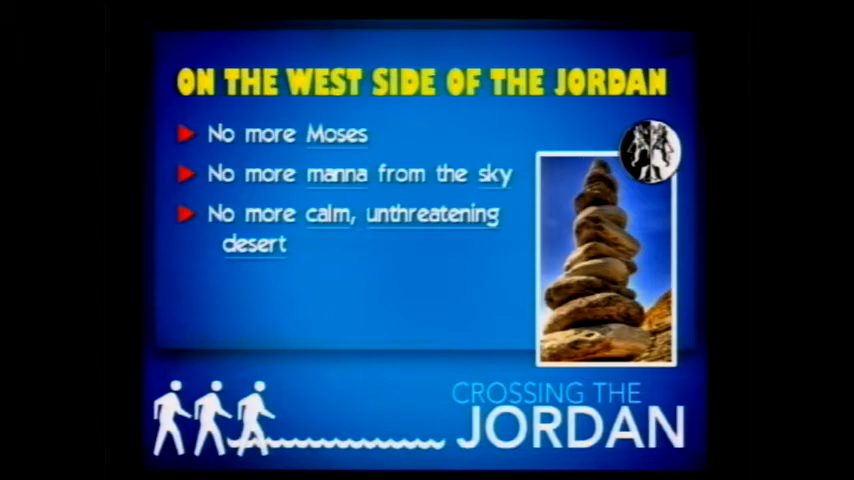 ON THE WEST SIDE OF THE JORDAN
No more Moses
No more manna from the sky
No more calm, unthreatening
desert
CROSSING THE
JORDAN